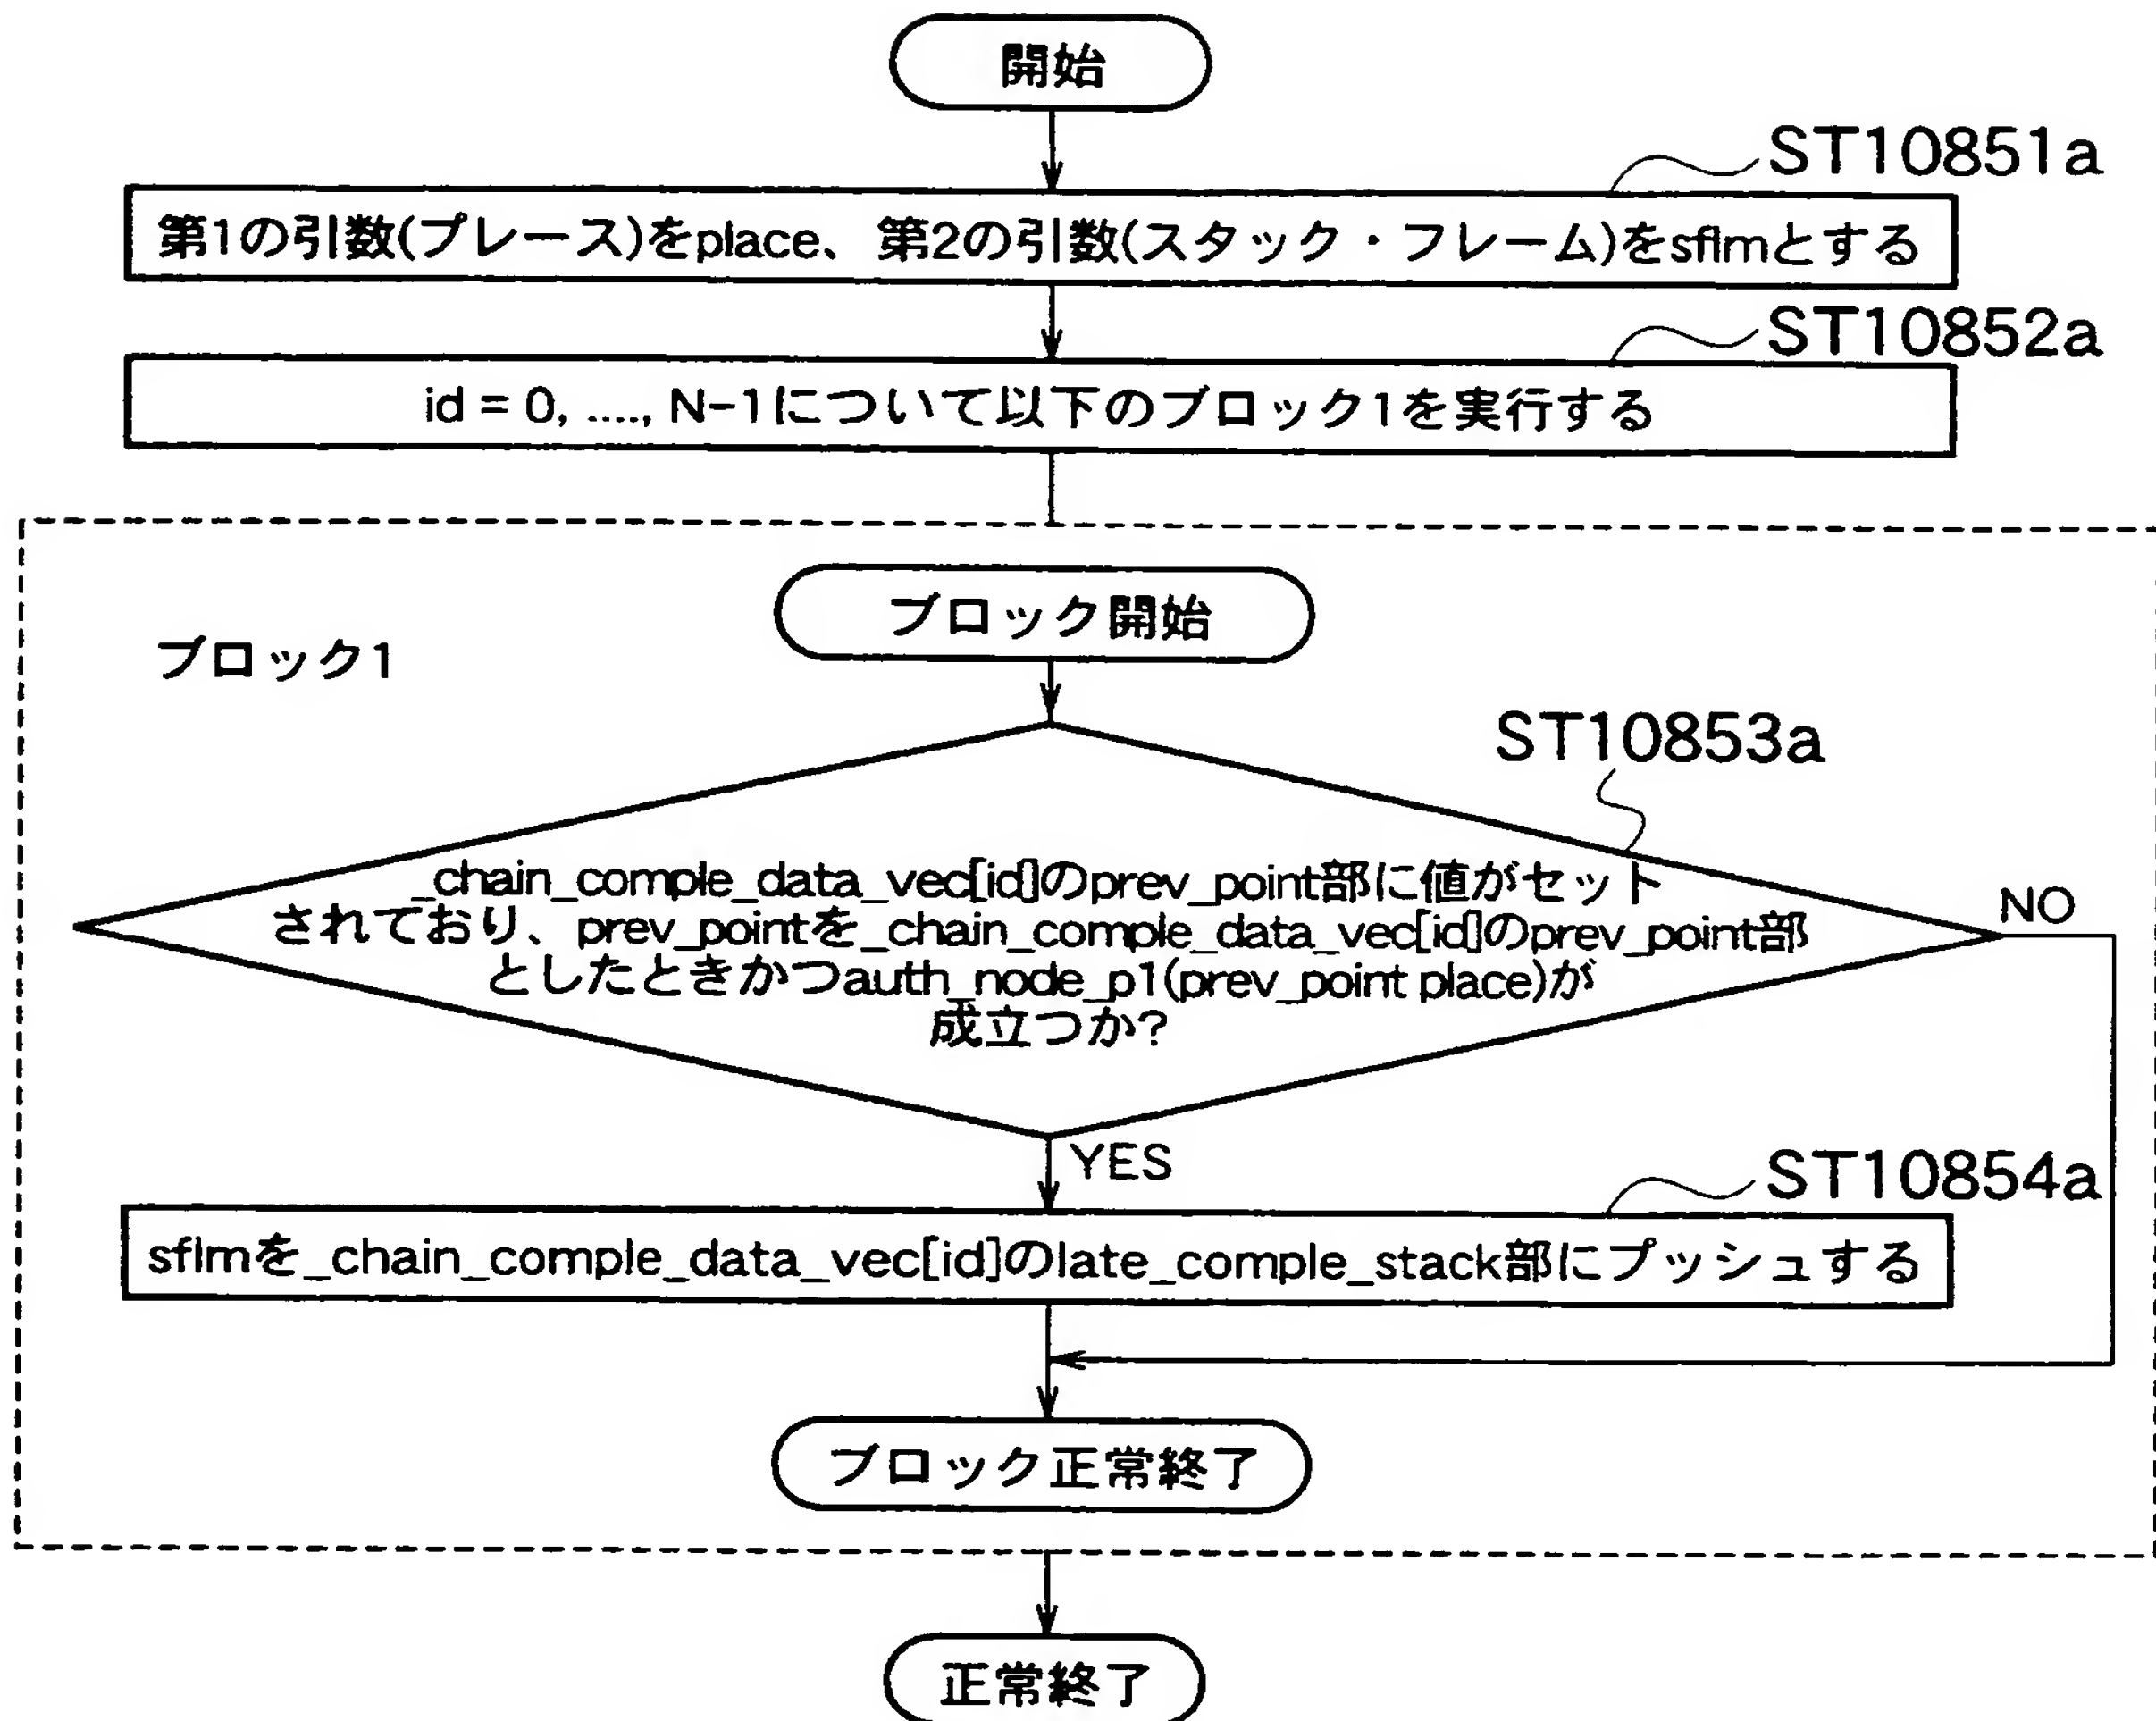 開始
ST10851a
第1の引数(プレース)をplace、第2の引数(スタック・フレーム)をsflmとする
ST10852a
id = 0, ...., N-1について以下のブロック1を実行する
ブロック開始
ブロック1
ST10853a
_chain_comple_data_vec[id]のprev_point部に値がセット
されており、prev_pointを_chain_comple_data_vec[id]のprev_point部
としたときかつauth_node_p1(prev_point place)が
成立つか?
NO
YES
ST10854a
sflmを_chain_comple_data_vec[id]のlate_comple_stack部にプッシュする
ブロック正常終了
正常終了